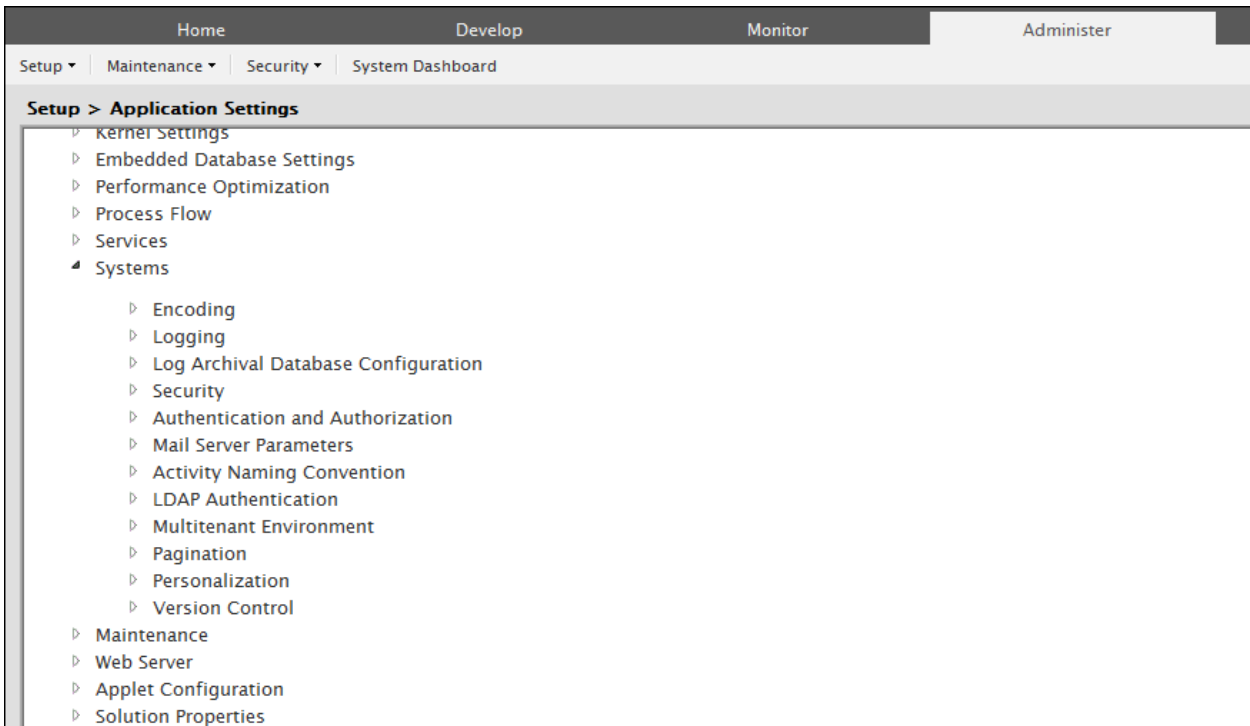 Home Develop Monitor Administer
Setup Maintenance Security System Dashboard
Setup > Application Settings
Kernel Settings
Embedded Database Settings
Performance Optimization
Process Flow
Services
Systems
Encoding
Logging
Log Archival Database Configuration
Security
Authentication and Authorization
Mail Server Parameters
Activity Naming Convention
LDAP Authentication
Multitenant Environment
Pagination
Personalization
Version Control
Maintenance
Web Server
Applet Configuration
Solution Properties